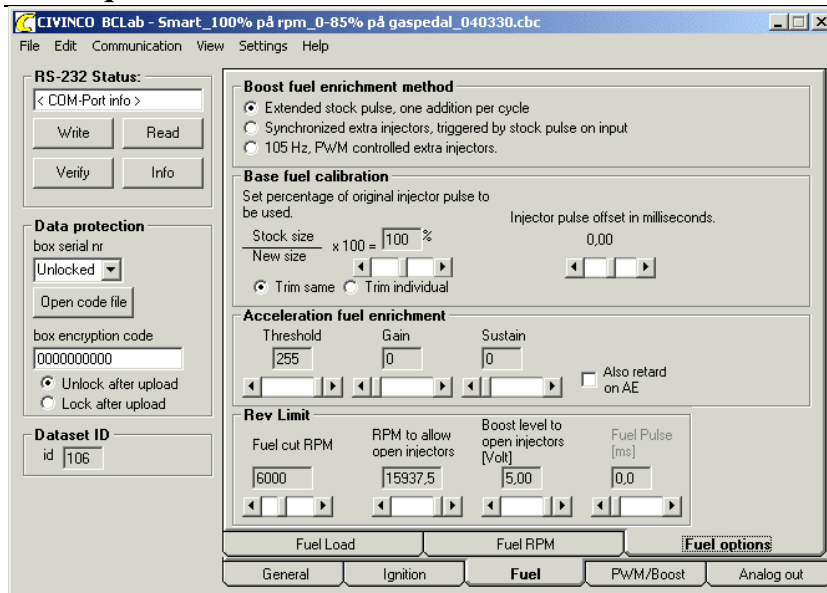 CIVINCO BCLab - Smart_100% på rpm_0-85% på gaspedal_040330.cbc
File Edit Communication View Settings Help
RS-232 Status:
< COM-Port info >
Write Read
Verify Info
Data protection
box serial nr
Unlocked
Open code file
box encryption code
0000000000
Unlock after upload
Lock after upload
Dataset ID
id 106
Boost fuel enrichment method
Extended stock pulse, one addition per cycle
Synchronized extra injectors, triggered by stock pulse on input
105 Hz, PWM controlled extra injectors.
Base fuel calibration
Set percentage of original injector pulse to
be used.
Stock size
New size
x 100 = 100 %
Trim same Trim individual
Injector pulse offset in milliseconds.
0,00
Acceleration fuel enrichment
Threshold Gain Sustain
255 0 0
Also retard
on AE
Rev Limit
Fuel cut RPM
6000
RPM to allow
open injectors
15937,5
Boost level to
open injectors
[Volt]
5,00
Fuel Pulse
[ms]
0,0
Fuel Load Fuel RPM Fuel options
General Ignition Fuel PWM/Boost Analog out